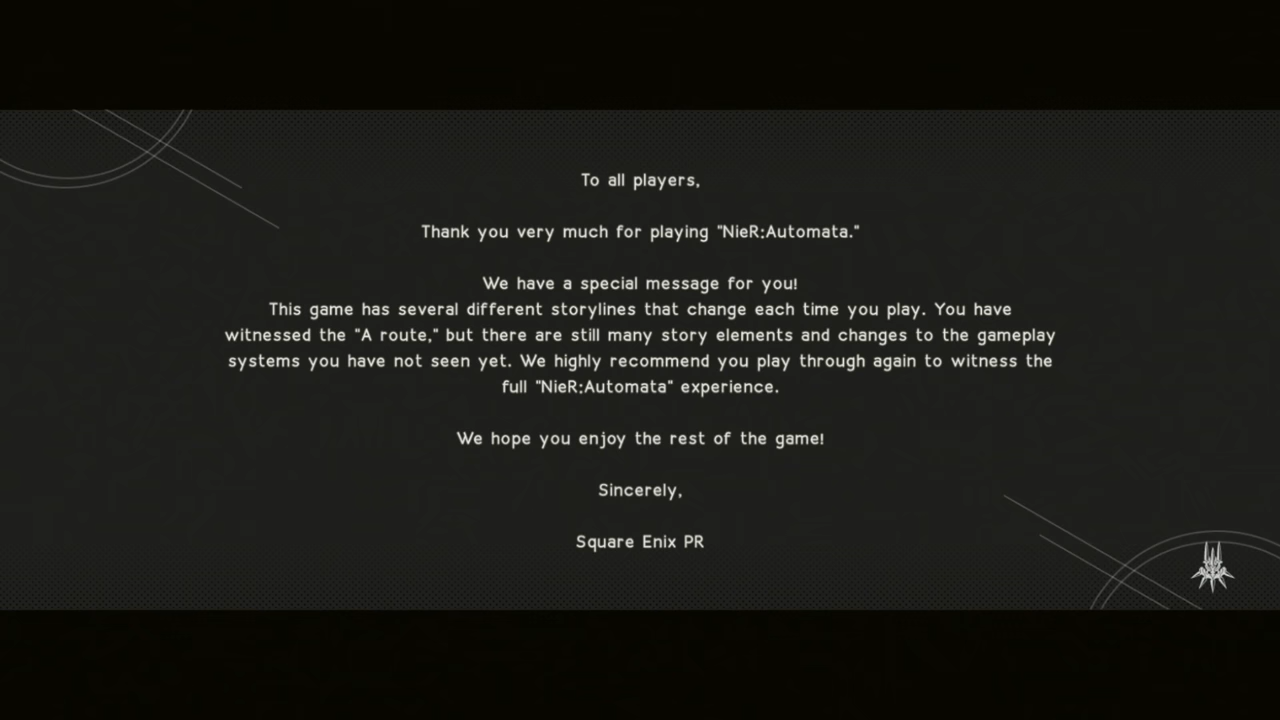 To all players,
Thank you very much for playing "NieR:Automata."
We have a special message for you!
This game has several different storylines that change each time you play. You have
witnessed the "A route," but there are still many story elements and changes to the gameplay
systems you have not seen yet. We highly recommend you play through again to witness the
full "NieR:Automata" experience.
We hope you enjoy the rest of the game!
Sincerely,
Square Enix PR